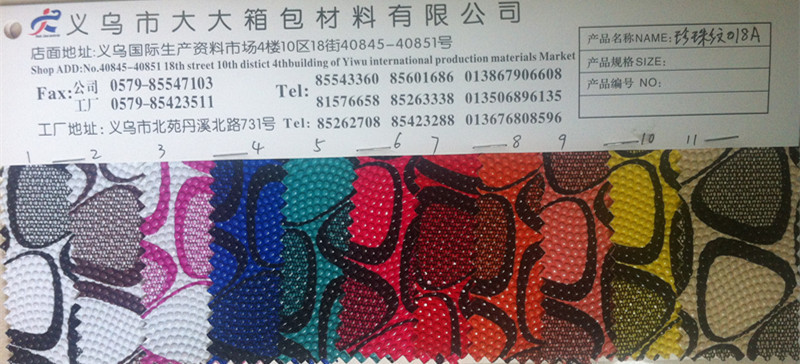 义乌市大大箱包材料有限公司
店面地址:义乌国际生产资料市场4楼10区18街40845-40851号
Shop ADD:No.40845-40851 18th street 10th distict 4thbuilding of Yiwu international production materials Market
Fax:公司 0579-85547103
工厂 0579-85423511
Tel: 85543360 85601686 013867906608
81576658 85263338 013506896135
工厂地址: 义乌市北苑丹溪北路731号 Tel: 85262708 85423288 013676808596
产品名称NAME: 珍珠纹018A
产品规格SIZE:
产品编号 NO:
1 — 2 3 — 4 5 — 6 7 — 8 9 — 10 11 —